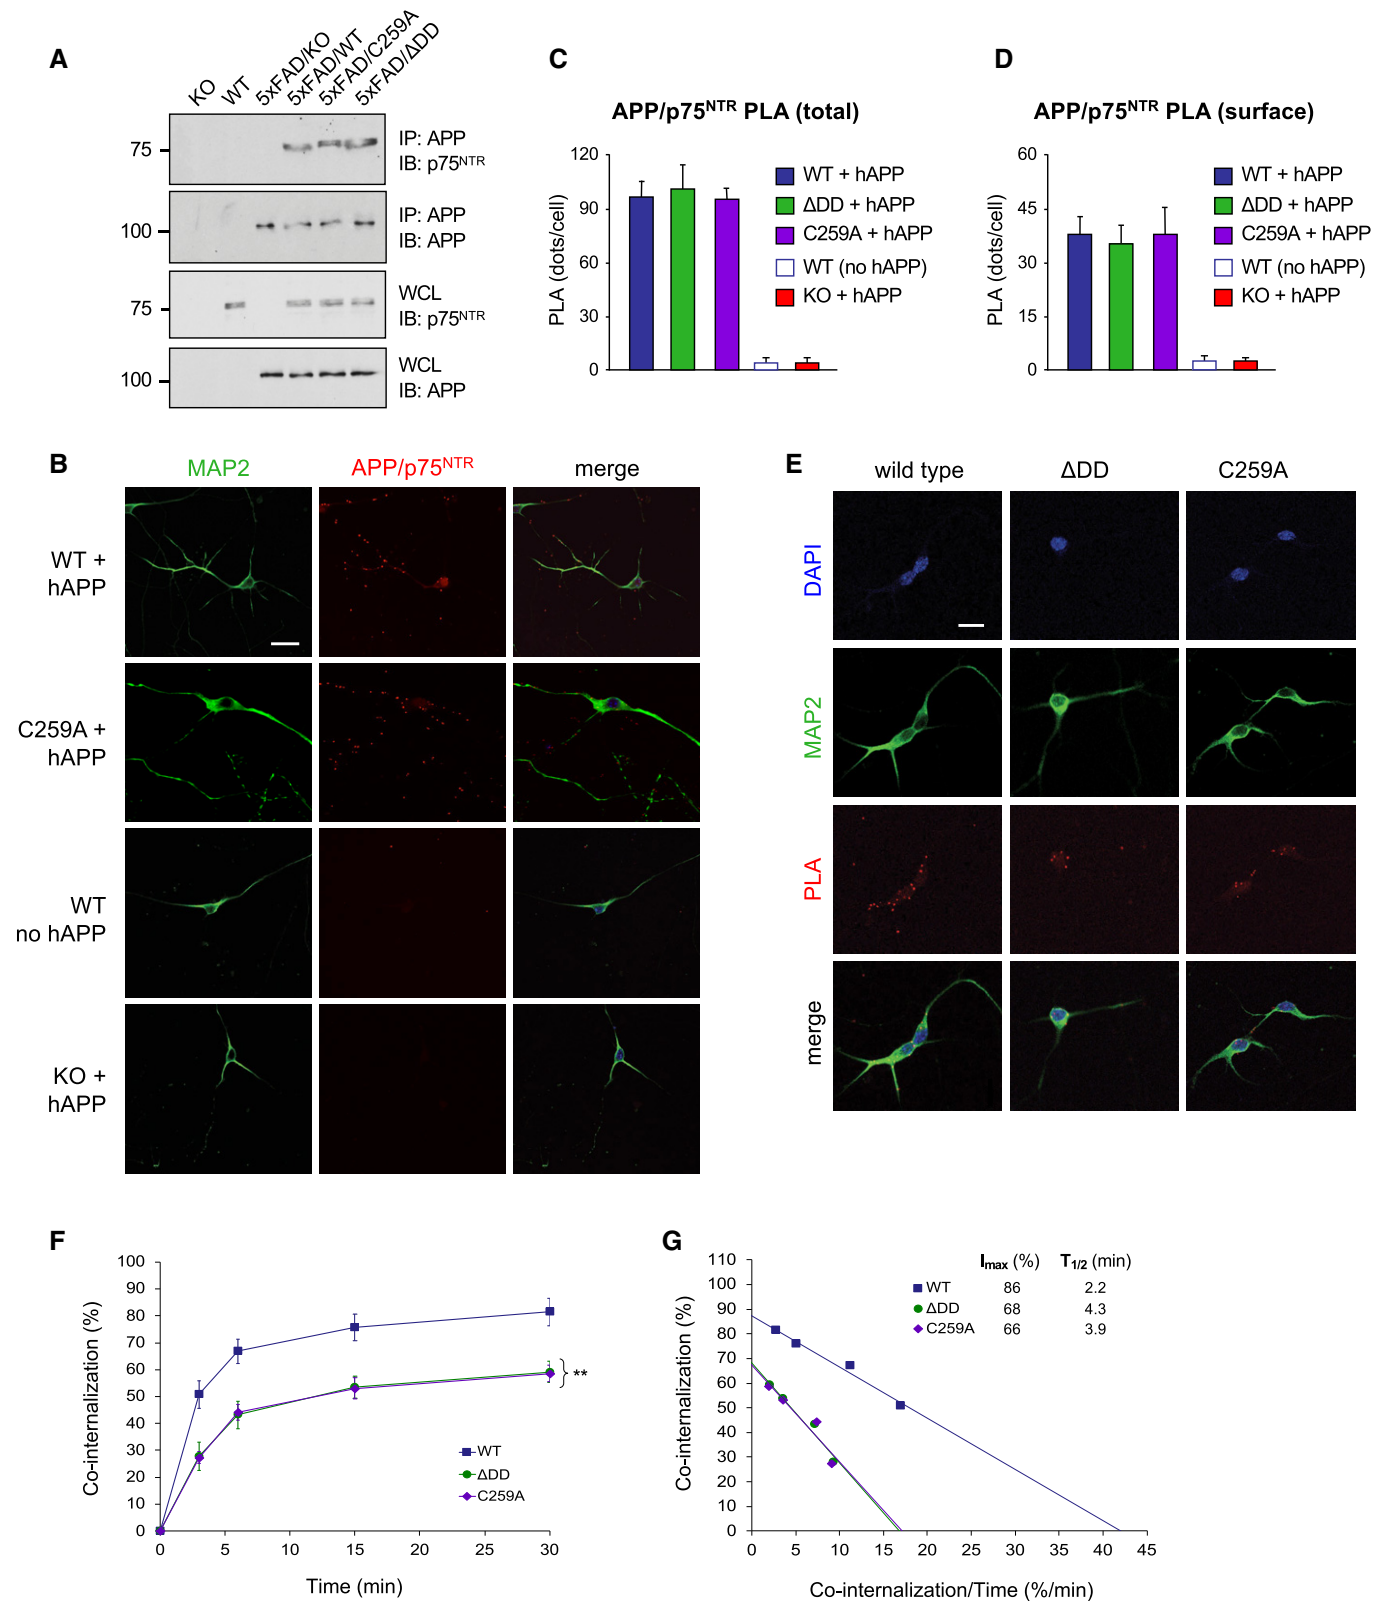 A
KO
WT
5xFAD/KO
5xFAD/WT
5xFAD/C259A
5xFAD/ΔDD
75
IP: APP
IB: p75NTR
100
IP: APP
IB: APP
75
WCL
IB: p75NTR
100
WCL
IB: APP
C
APP/p75NTR PLA (total)
PLA (dots/cell)
120
90
60
30
0
WT + hAPP
ΔDD + hAPP
C259A + hAPP
WT (no hAPP)
KO + hAPP
D
APP/p75NTR PLA (surface)
PLA (dots/cell)
60
45
30
15
0
WT + hAPP
ΔDD + hAPP
C259A + hAPP
WT (no hAPP)
KO + hAPP
B
MAP2
APP/p75NTR
merge
WT +
hAPP
C259A +
hAPP
WT
no hAPP
KO +
hAPP
E
wild type
ΔDD
C259A
DAPI
MAP2
PLA
merge
F
Co-internalization (%)
100
90
80
70
60
50
40
30
20
10
0
0
5
10
15
20
25
30
Time (min)
**
WT
ΔDD
C259A
G
Co-internalization (%)
110
100
90
80
70
60
50
40
30
20
10
0
0
5
10
15
20
25
30
35
40
45
Co-internalization/Time (%/min)
Imax (%) T1/2 (min)
WT 86 2.2
ΔDD 68 4.3
C259A 66 3.9